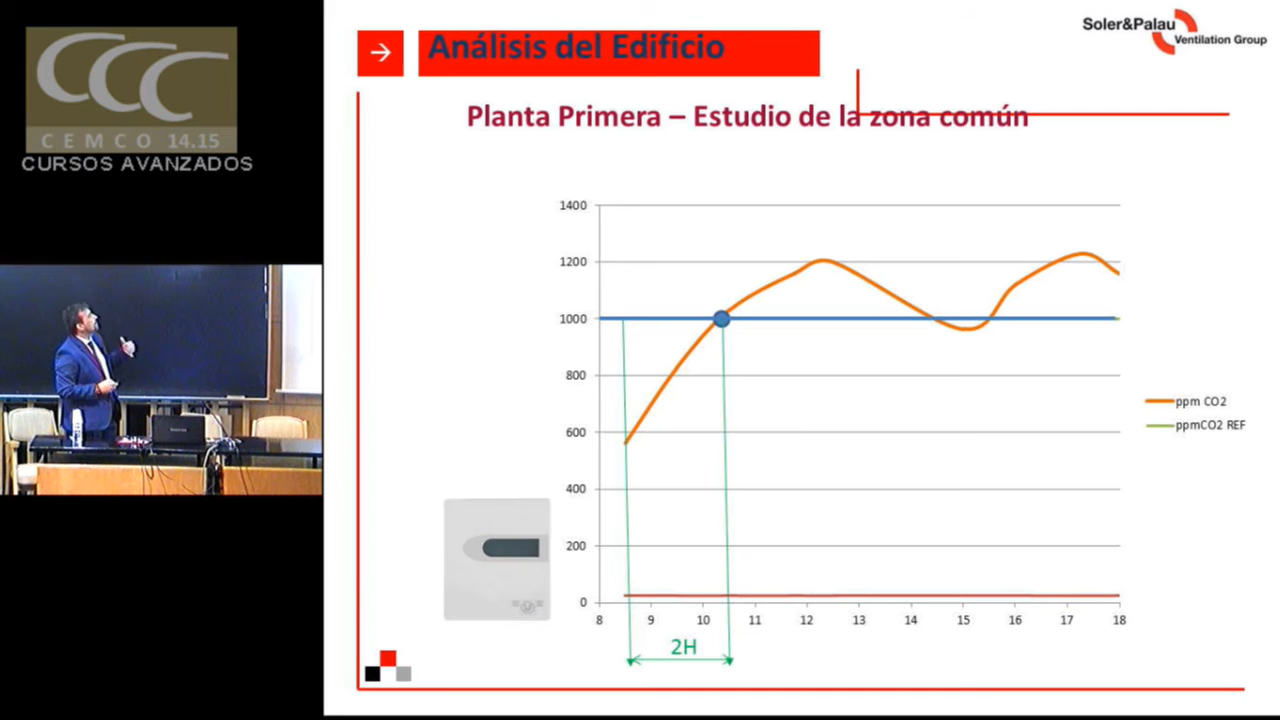 CCC
CEMCO 14.15
CURSOS AVANZADOS
Análisis del Edificio
Soler&Palau
Ventilation Group
Planta Primera – Estudio de la zona común
1400
1200
1000
800
600
400
200
0
8 9 10 11 12 13 14 15 16 17 18
2H
ppm CO2
ppmCO2 REF